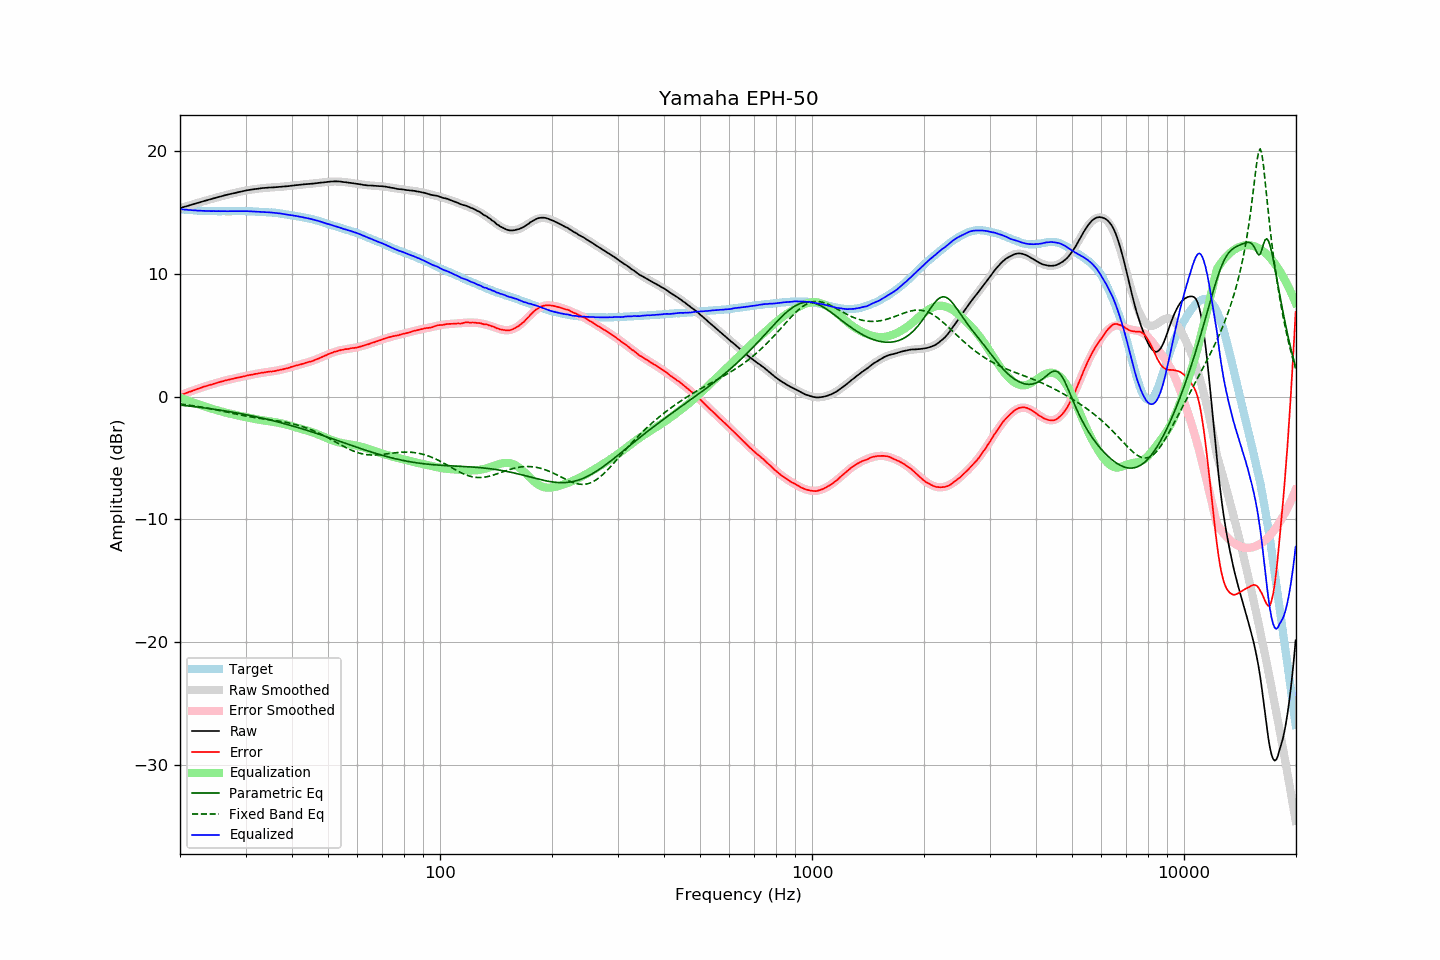 Yamaha EPH-50
20
10
0
−10
−20
−30
Amplitude (dBr)
100
1000
10000
Frequency (Hz)
Target
Raw Smoothed
Error Smoothed
Raw
Error
Equalization
Parametric Eq
Fixed Band Eq
Equalized